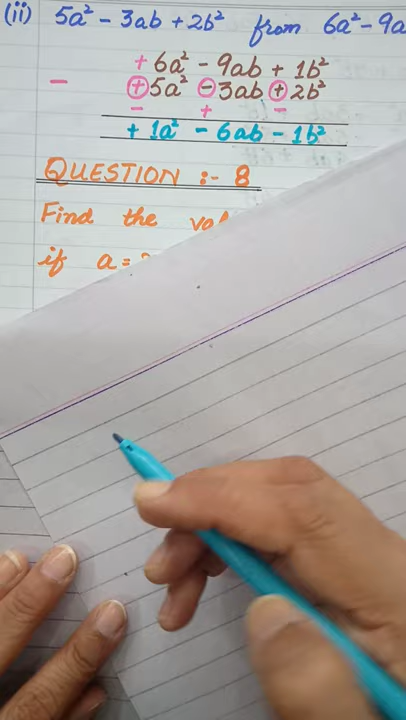 (ii) 5a² - 3ab + 2b² from 6a² - 9a
+ 6a² - 9ab + 1b²
- + 5a² - 3ab + 2b²
- + -
+ 1a² - 6ab - 1b²
QUESTION :- 8
Find the
if a =